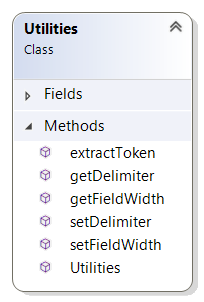 Utilities
Class
Fields
Methods
extractToken
getDelimiter
getFieldWidth
setDelimiter
setFieldWidth
Utilities